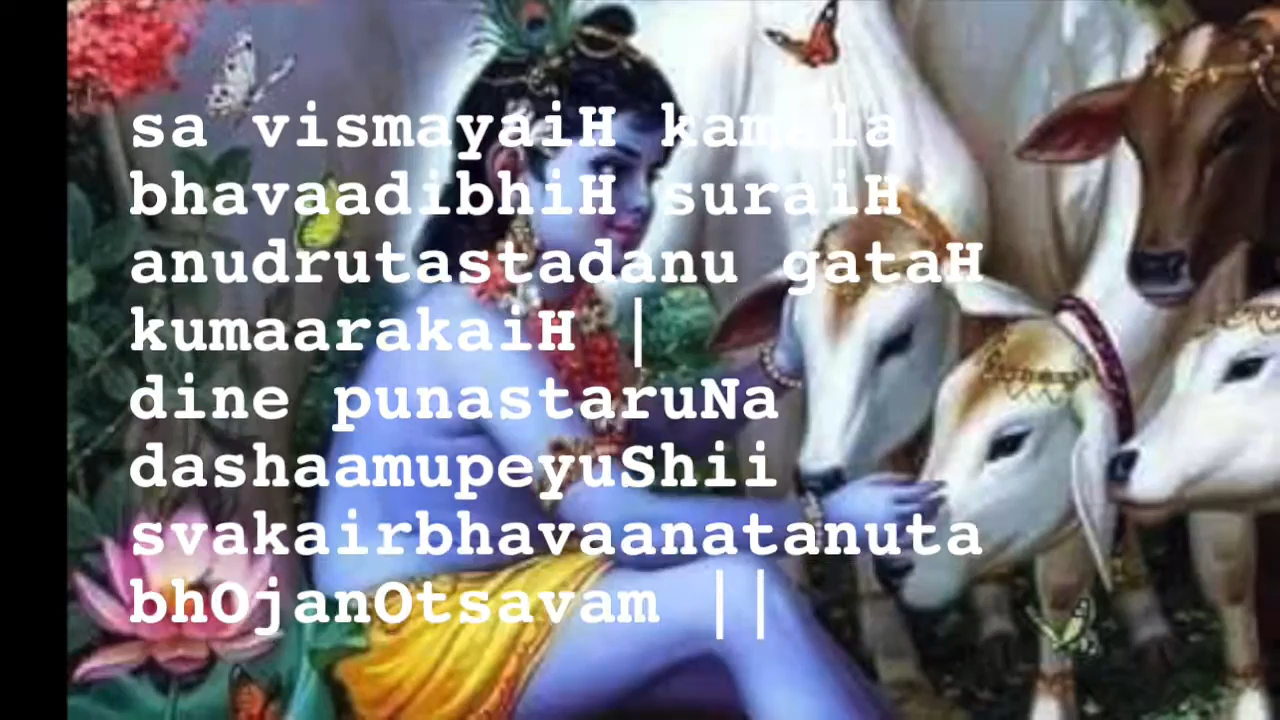 sa vismayaiH kamala
bhavaadibhiH suraiH
anudrutastadanu gataH
kumaarakaiH |
dine punastaruNa
dashaamupeyuShii
svakairbhavaanatanuta
bhOjanOtsavam ||